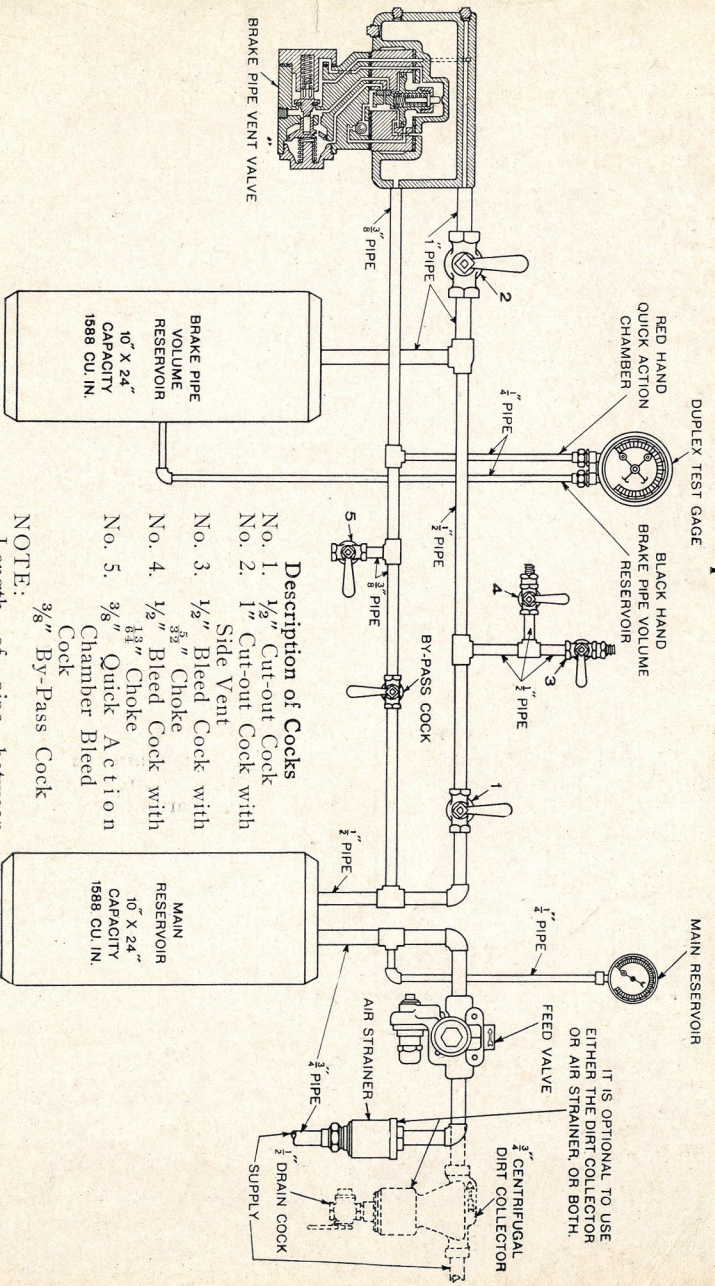 DUPLEX TEST GAGE
RED HAND
QUICK ACTION
CHAMBER
BLACK HAND
BRAKE PIPE VOLUME
RESERVOIR
MAIN RESERVOIR
IT IS OPTIONAL TO USE
EITHER THE DIRT COLLECTOR
OR AIR STRAINER, OR BOTH.
1/4" PIPE
1/4" PIPE
4
3
1/2" PIPE
2
1
FEED VALVE
3/4" CENTRIFUGAL
DIRT COLLECTOR
1" PIPE
1/2" PIPE
BY-PASS COCK
3/8" PIPE
5
3/8" PIPE
AIR STRAINER
1/2" DRAIN COCK
SUPPLY
1/2" PIPE
3/4" PIPE
BRAKE PIPE VENT VALVE
BRAKE PIPE
VOLUME
RESERVOIR
10" X 24"
CAPACITY
1588 CU. IN.
MAIN
RESERVOIR
10" X 24"
CAPACITY
1588 CU. IN.
Description of Cocks
No. 1. 1/2" Cut-out Cock
No. 2. 1" Cut-out Cock with
Side Vent
No. 3. 1/2" Bleed Cock with
5/32" Choke
No. 4. 1/2" Bleed Cock with
13/64" Choke
No. 5. 3/8" Quick Action
Chamber Bleed
Cock
3/8" By-Pass Cock
NOTE:
Length of pipe between